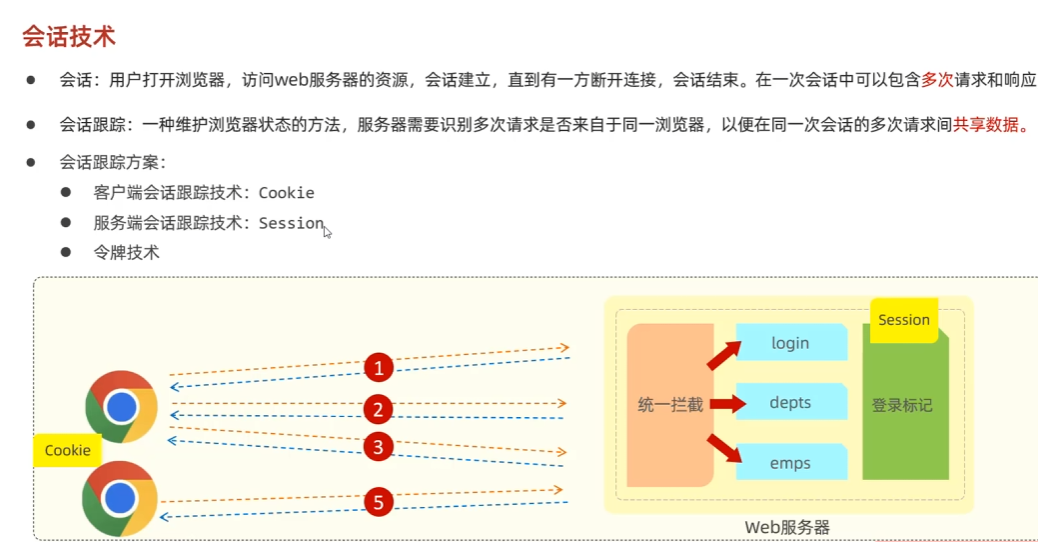 会话技术
会话：用户打开浏览器，访问web服务器的资源，会话建立，直到有一方断开连接，会话结束。在一次会话中可以包含多次请求和响应
会话跟踪：一种维护浏览器状态的方法，服务器需要识别多次请求是否来自于同一浏览器，以便在同一次会话的多次请求间共享数据。
会话跟踪方案：
客户端会话跟踪技术：Cookie
服务端会话跟踪技术：Session
令牌技术
Session
login
1
统一拦截
depts
登录标记
2
3
Cookie
emps
5
Web服务器